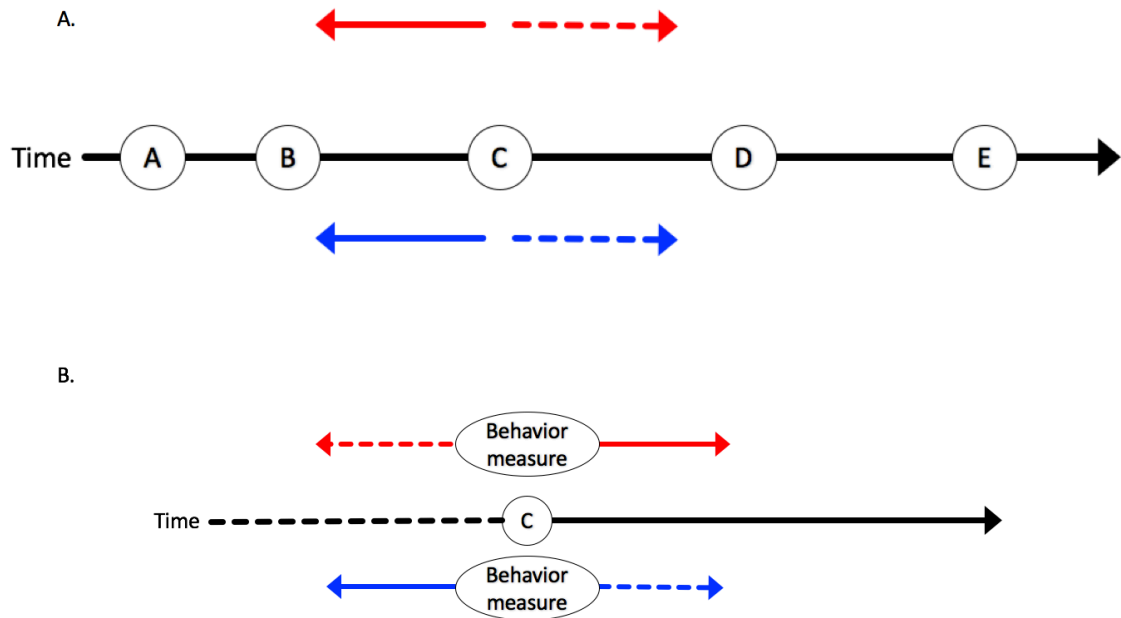 A.
Time A B C D E
B.
Behavior
measure
Time C
Behavior
measure